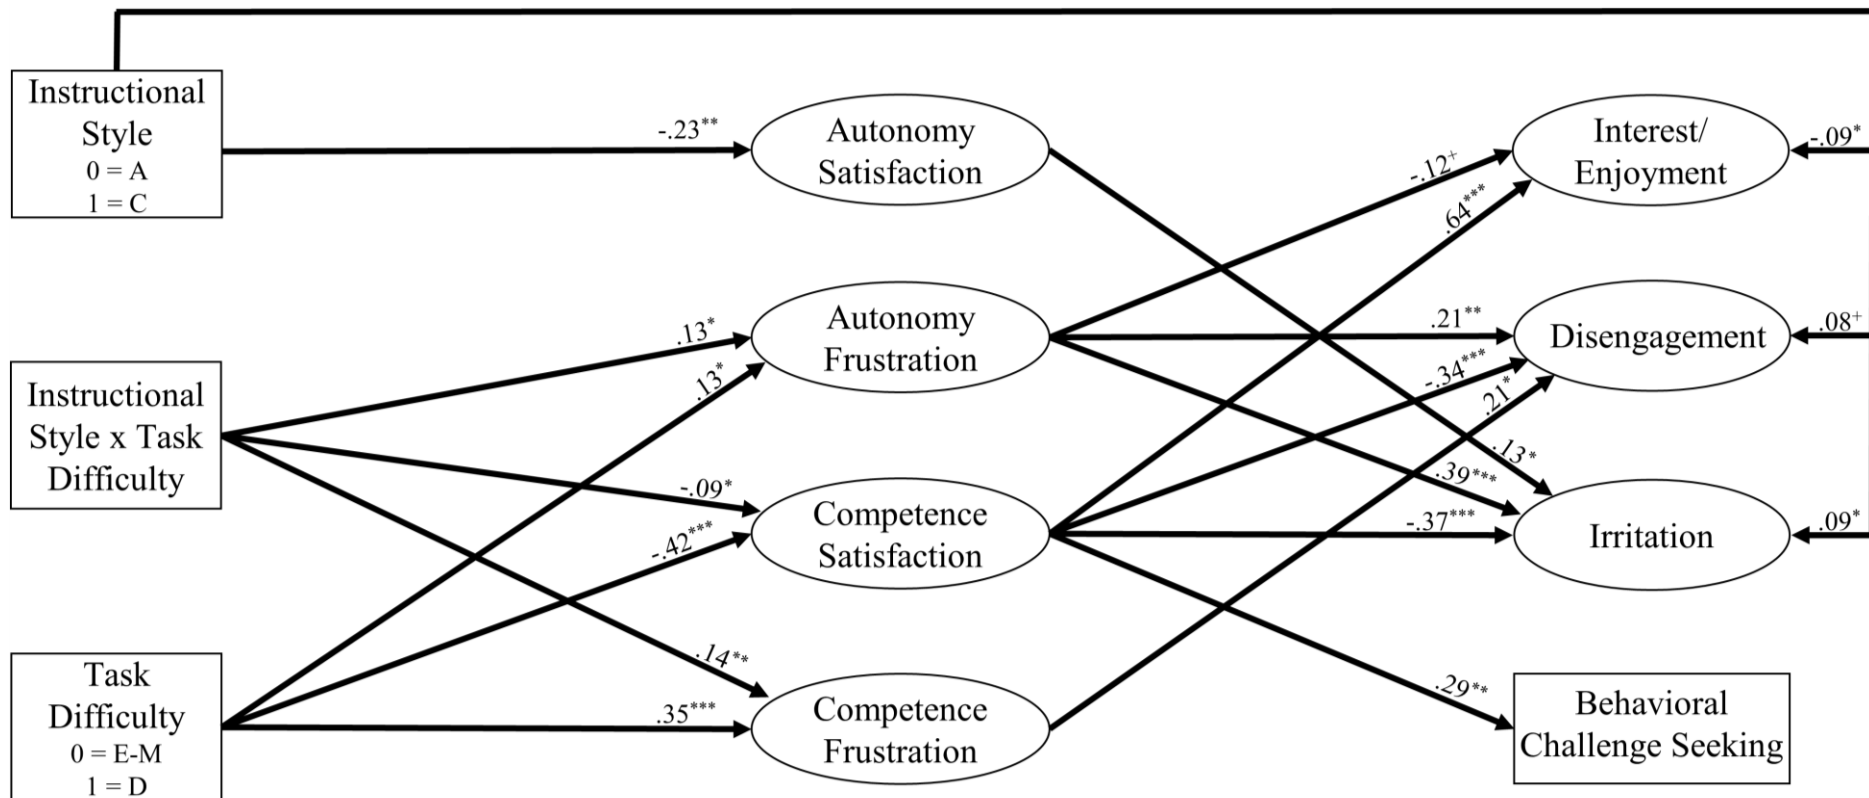 Instructional
Style
0 = A
1 = C
Instructional
Style x Task
Difficulty
Task
Difficulty
0 = E-M
1 = D
-.23**
.13*
.13*
-.09*
-.42***
.14**
.35***
Autonomy
Satisfaction
Autonomy
Frustration
Competence
Satisfaction
Competence
Frustration
-.12+
.64***
.21**
-.34***
.21*
.13*
.39***
-.37***
.29**
Interest/
Enjoyment
Disengagement
Irritation
Behavioral
Challenge Seeking
-.09*
.08+
.09*